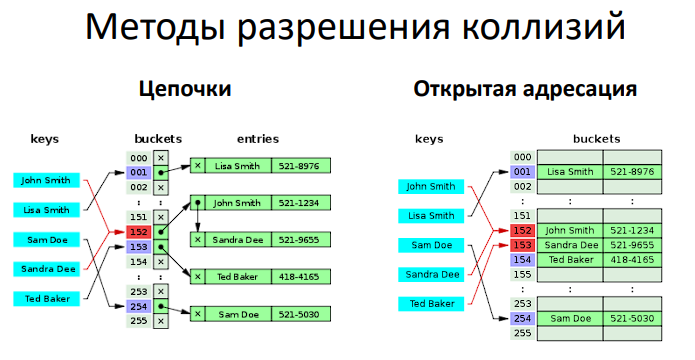 Методы разрешения коллизий
Цепочки
keys
buckets
entries
John Smith
Lisa Smith
Sam Doe
Sandra Dee
Ted Baker
000 ×
001
002 ×
: :
151 ×
152
153
154 ×
: :
253 ×
254
255 ×
× Lisa Smith 521-8976
John Smith 521-1234
× Sandra Dee 521-9655
× Ted Baker 418-4165
× Sam Doe 521-5030
Открытая адресация
keys
buckets
John Smith
Lisa Smith
Sam Doe
Sandra Dee
Ted Baker
000
001 Lisa Smith 521-8976
002
: : :
151
152 John Smith 521-1234
153 Sandra Dee 521-9655
154 Ted Baker 418-4165
155
: : :
253
254 Sam Doe 521-5030
255